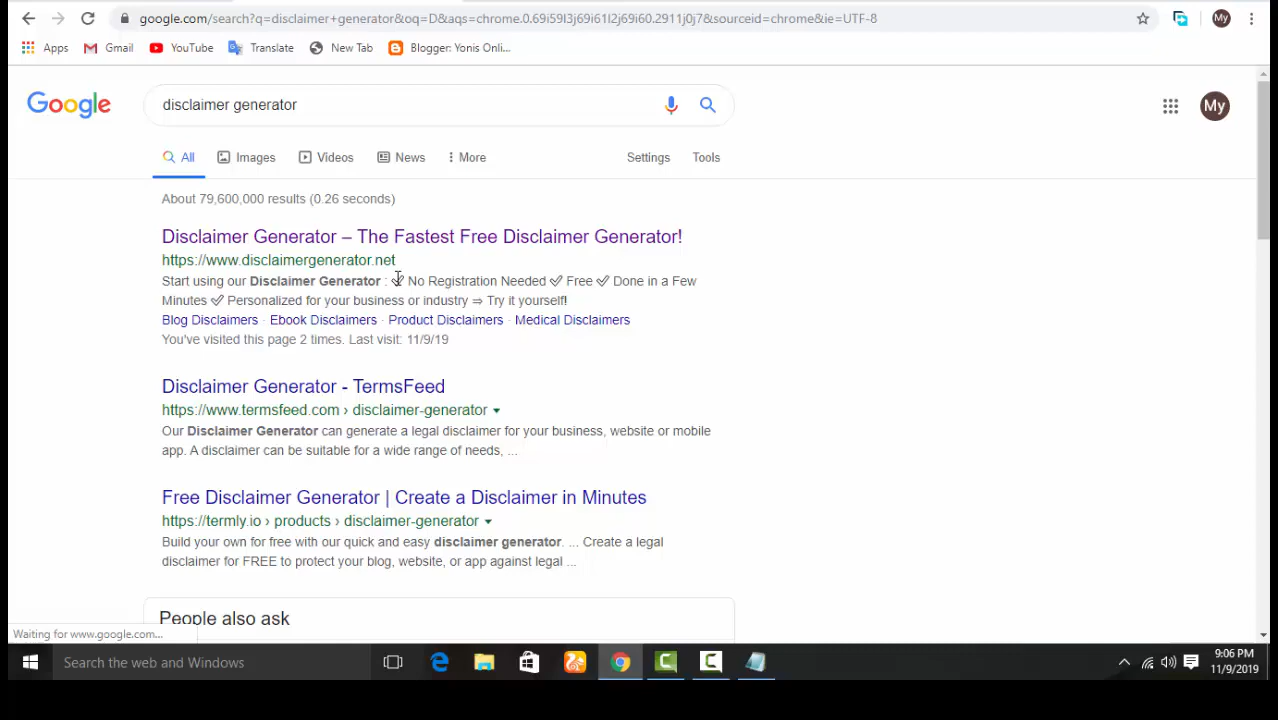 google.com/search?q=disclaimer+generator&oq=D&aqs=chrome.0.69i59l3j69i61l2j69i60.2911j0j7&sourceid=chrome&ie=UTF-8
My
Apps Gmail YouTube Translate New Tab Blogger: Yonis Onli...
Google disclaimer generator My
All Images Videos News More Settings Tools
About 79,600,000 results (0.26 seconds)
Disclaimer Generator – The Fastest Free Disclaimer Generator!
https://www.disclaimergenerator.net
Start using our Disclaimer Generator : ✓ No Registration Needed ✓ Free ✓ Done in a Few
Minutes ✓ Personalized for your business or industry ⇒ Try it yourself!
Blog Disclaimers · Ebook Disclaimers · Product Disclaimers · Medical Disclaimers
You've visited this page 2 times. Last visit: 11/9/19
Disclaimer Generator - TermsFeed
https://www.termsfeed.com › disclaimer-generator
Our Disclaimer Generator can generate a legal disclaimer for your business, website or mobile
app. A disclaimer can be suitable for a wide range of needs, ...
Free Disclaimer Generator | Create a Disclaimer in Minutes
https://termly.io › products › disclaimer-generator
Build your own for free with our quick and easy disclaimer generator. ... Create a legal
disclaimer for FREE to protect your blog, website, or app against legal ...
People also ask
Waiting for www.google.com...
Search the web and Windows
9:06 PM
11/9/2019